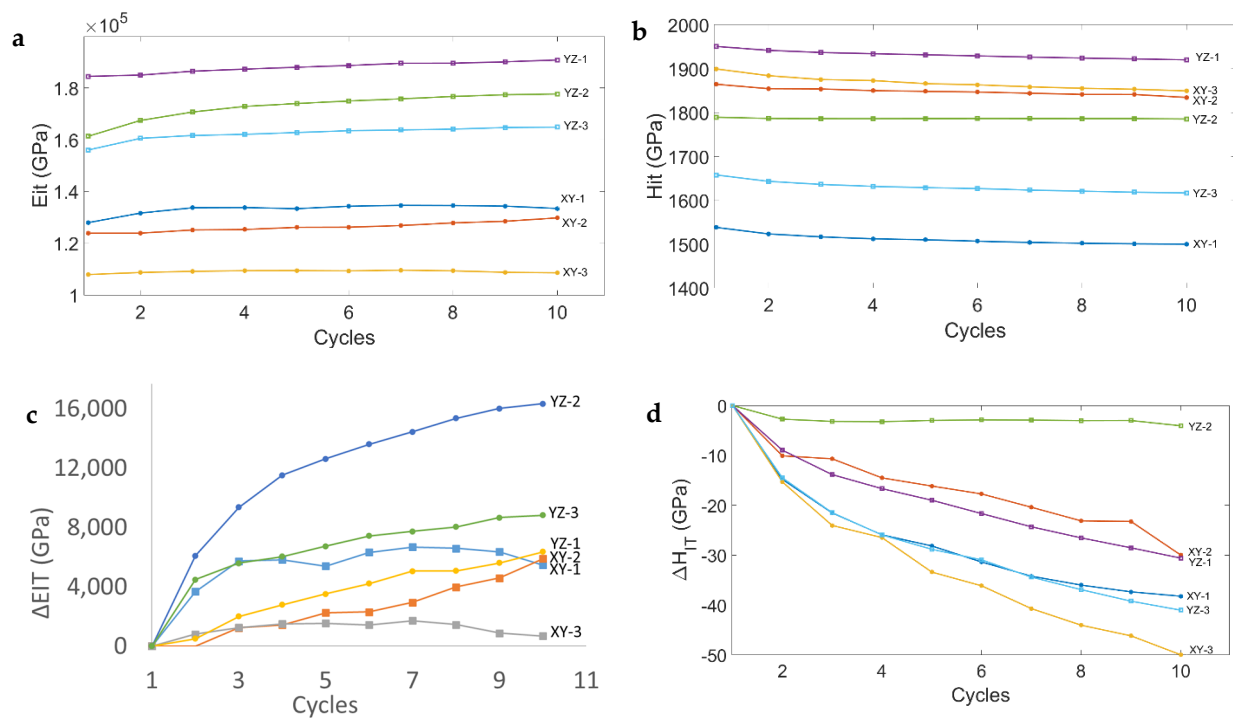 a
×10⁵
1.8
1.6
1.4
1.2
1
2
4
6
8
10
Eit (GPa)
Cycles
YZ-1
YZ-2
YZ-3
XY-1
XY-2
XY-3
b
2000
1900
1800
1700
1600
1500
1400
2
4
6
8
10
Hit (GPa)
Cycles
YZ-1
XY-3
XY-2
YZ-2
YZ-3
XY-1
c
16,000
12,000
8,000
4,000
0
1
3
5
7
9
11
ΔEIT (GPa)
Cycles
YZ-2
YZ-3
YZ-1
XY-2
XY-1
XY-3
d
0
-10
-20
-30
-40
-50
2
4
6
8
10
ΔH_IT (GPa)
Cycles
YZ-2
XY-2
YZ-1
XY-1
YZ-3
XY-3